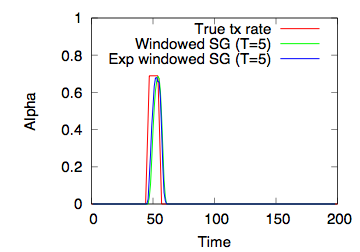 1
0.8
0.6
0.4
0.2
0
Alpha
True tx rate
Windowed SG (T=5)
Exp windowed SG (T=5)
0 50 100 150 200
Time